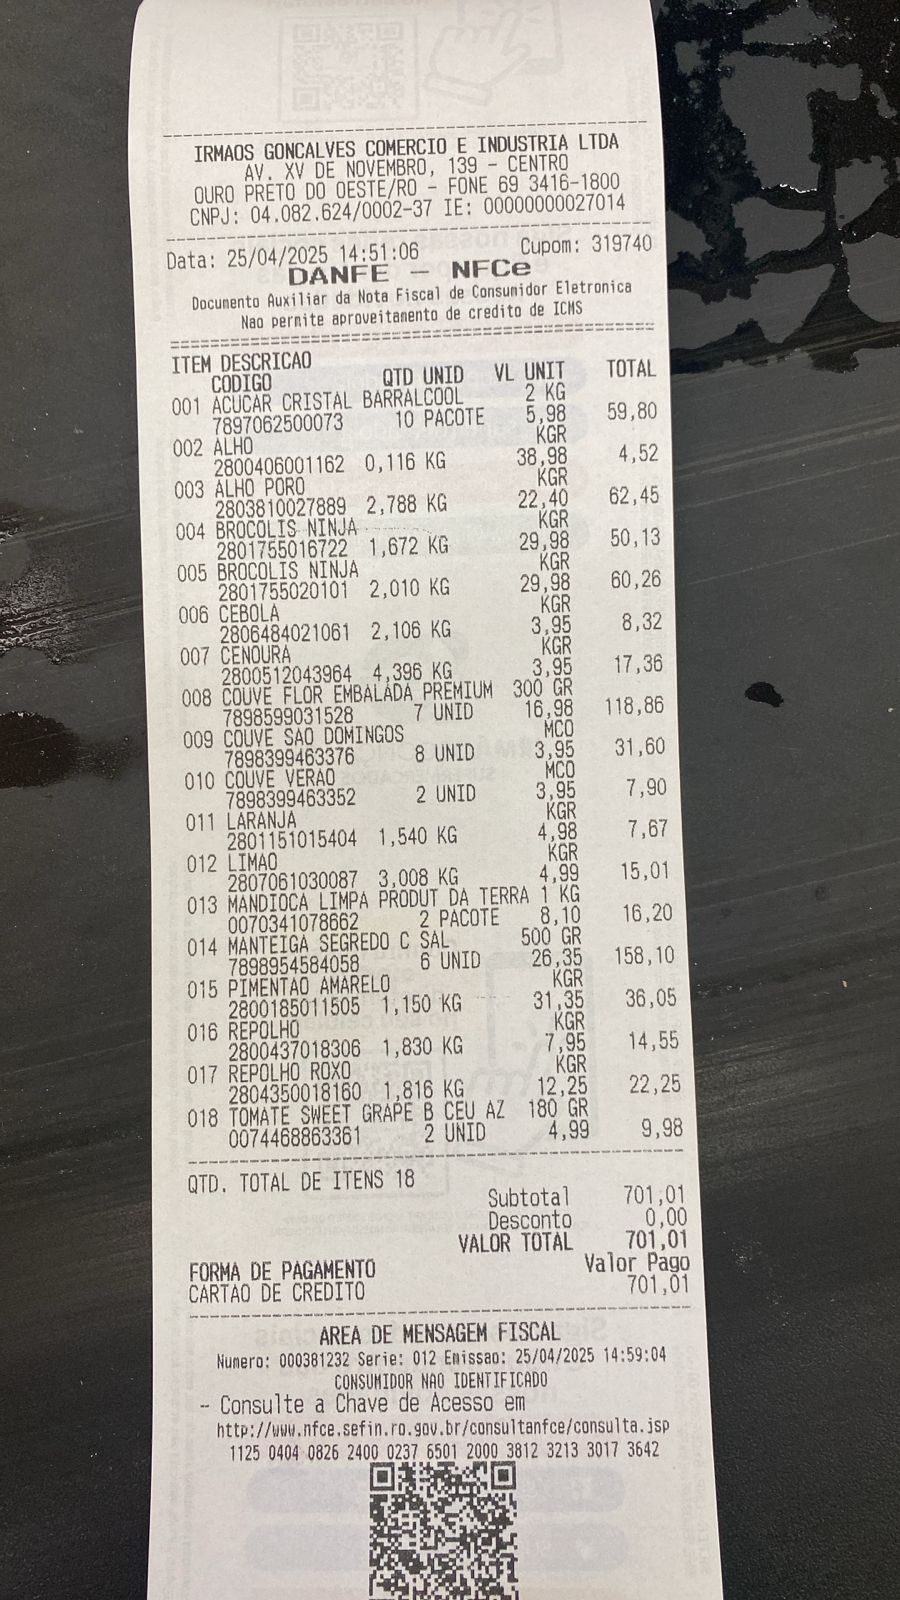 IRMAOS GONCALVES COMERCIO E INDUSTRIA LTDA
AV. XV DE NOVEMBRO, 139 - CENTRO
OURO PRETO DO OESTE/RO - FONE 69 3416-1800
CNPJ: 04.082.624/0002-37 IE: 00000000027014
Data: 25/04/2025 14:51:06 Cupom: 319740
DANFE - NFCe
Documento Auxiliar da Nota Fiscal de Consumidor Eletronica
Nao permite aproveitamento de credito de ICMS
ITEM DESCRICAO
CODIGO QTD UNID VL UNIT TOTAL
001 ACUCAR CRISTAL BARRALCOOL 2 KG
7897062500073 10 PACOTE 5,98 59,80
002 ALHO KGR
2800406001162 0,116 KG 38,98 4,52
003 ALHO PORO KGR
2803810027889 2,788 KG 22,40 62,45
004 BROCOLIS NINJA KGR
2801755016722 1,672 KG 29,98 50,13
005 BROCOLIS NINJA KGR
2801755020101 2,010 KG 29,98 60,26
006 CEBOLA KGR
2806484021061 2,106 KG 3,95 8,32
007 CENOURA KGR
2800512043964 4,396 KG 3,95 17,36
008 COUVE FLOR EMBALADA PREMIUM 300 GR
7898599031528 7 UNID 16,98 118,86
009 COUVE SAO DOMINGOS MCO
7898399463376 8 UNID 3,95 31,60
010 COUVE VERAO MCO
7898399463352 2 UNID 3,95 7,90
011 LARANJA KGR
2801151015404 1,540 KG 4,98 7,67
012 LIMAO KGR
2807061030087 3,008 KG 4,99 15,01
013 MANDIOCA LIMPA PRODUT DA TERRA 1 KG
0070341078662 2 PACOTE 8,10 16,20
014 MANTEIGA SEGREDO C SAL 500 GR
7898954584058 6 UNID 26,35 158,10
015 PIMENTAO AMARELO KGR
2800185011505 1,150 KG 31,35 36,05
016 REPOLHO KGR
2800437018306 1,830 KG 7,95 14,55
017 REPOLHO ROXO KGR
2804350018160 1,816 KG 12,25 22,25
018 TOMATE SWEET GRAPE B CEU AZ 180 GR
0074468863361 2 UNID 4,99 9,98
QTD. TOTAL DE ITENS 18
Subtotal 701,01
Desconto 0,00
VALOR TOTAL 701,01
FORMA DE PAGAMENTO Valor Pago
CARTAO DE CREDITO 701,01
AREA DE MENSAGEM FISCAL
Numero: 000381232 Serie: 012 Emissao: 25/04/2025 14:59:04
CONSUMIDOR NAO IDENTIFICADO
- Consulte a Chave de Acesso em
http://www.nfce.sefin.ro.gov.br/consultanfce/consulta.jsp
1125 0404 0826 2400 0237 6501 2000 3812 3213 3017 3642